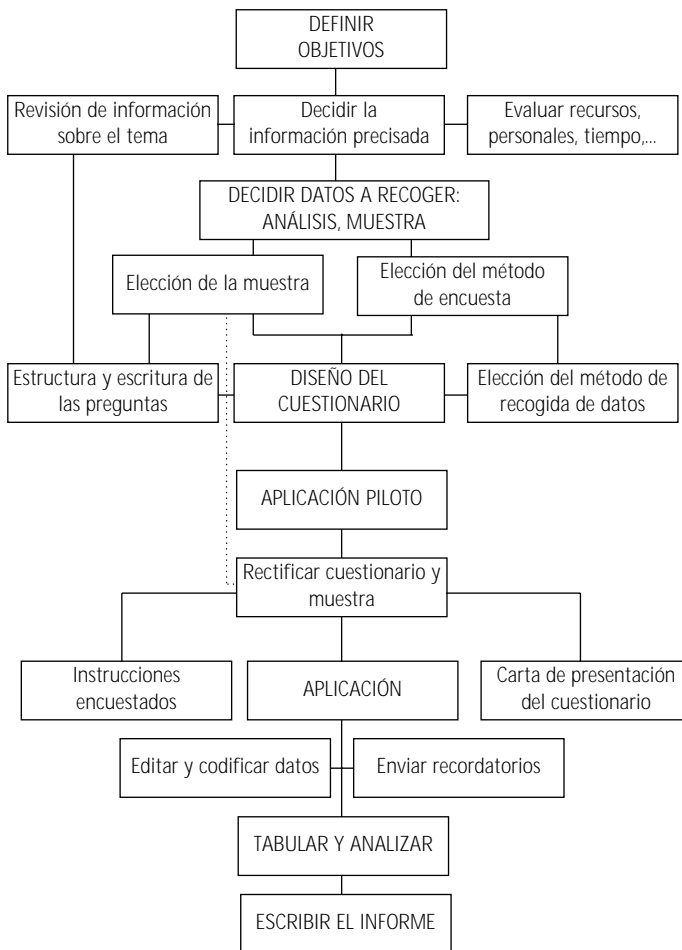 DEFINIR
OBJETIVOS
Revisión de información
sobre el tema
Decidir la
información precisada
Evaluar recursos,
personales, tiempo,...
DECIDIR DATOS A RECOGER:
ANÁLISIS, MUESTRA
Elección de la muestra
Elección del método
de encuesta
Estructura y escritura de
las preguntas
DISEÑO DEL
CUESTIONARIO
Elección del método de
recogida de datos
APLICACIÓN PILOTO
Rectificar cuestionario y
muestra
Instrucciones
encuestados
APLICACIÓN
Carta de presentación
del cuestionario
Editar y codificar datos
Enviar recordatorios
TABULAR Y ANALIZAR
ESCRIBIR EL INFORME